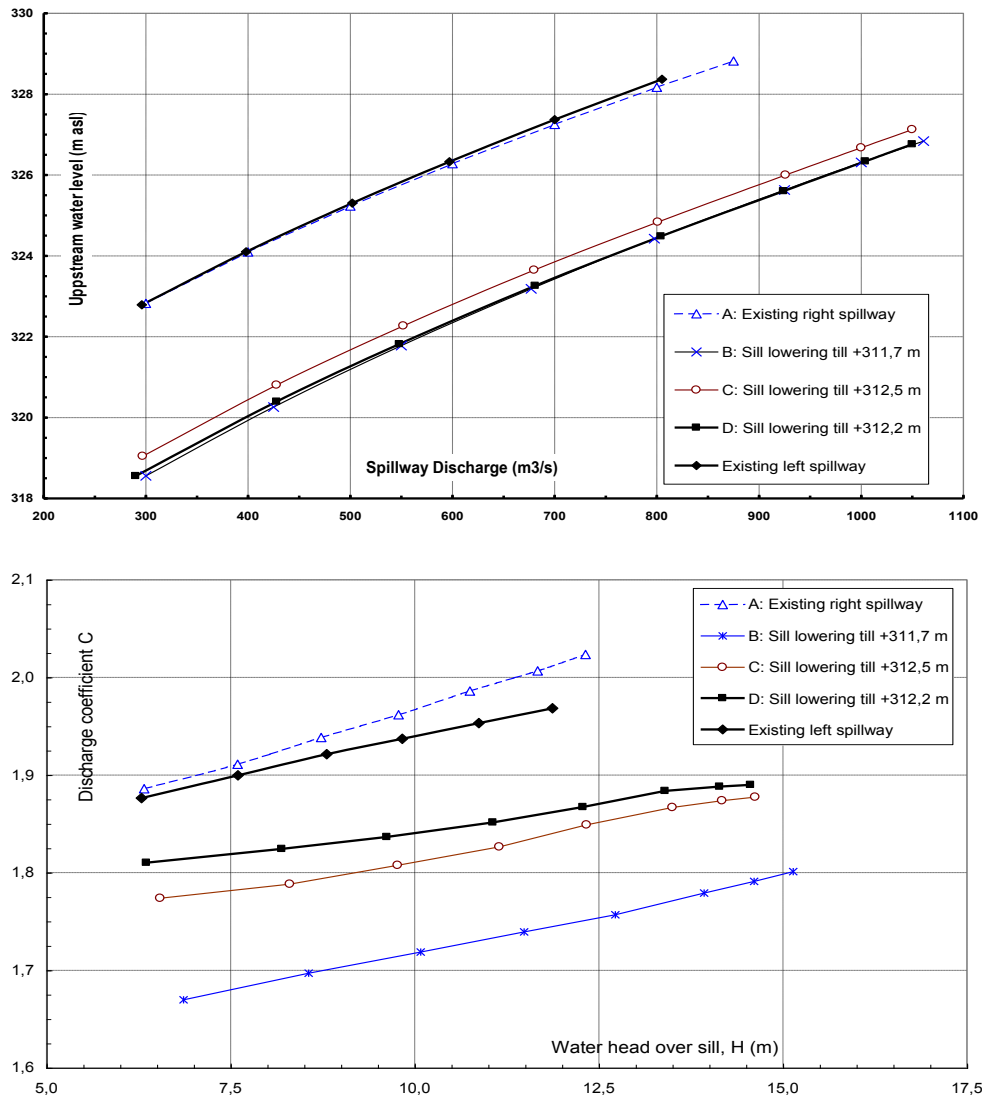 330
328
326
324
322
320
318
Uppstream water level (m asl)
A: Existing right spillway
B: Sill lowering till +311,7 m
C: Sill lowering till +312,5 m
D: Sill lowering till +312,2 m
Existing left spillway
Spillway Discharge (m3/s)
200 300 400 500 600 700 800 900 1000 1100
2,1
2,0
1,9
1,8
1,7
1,6
Discharge coefficient C
A: Existing right spillway
B: Sill lowering till +311,7 m
C: Sill lowering till +312,5 m
D: Sill lowering till +312,2 m
Existing left spillway
Water head over sill, H (m)
5,0 7,5 10,0 12,5 15,0 17,5